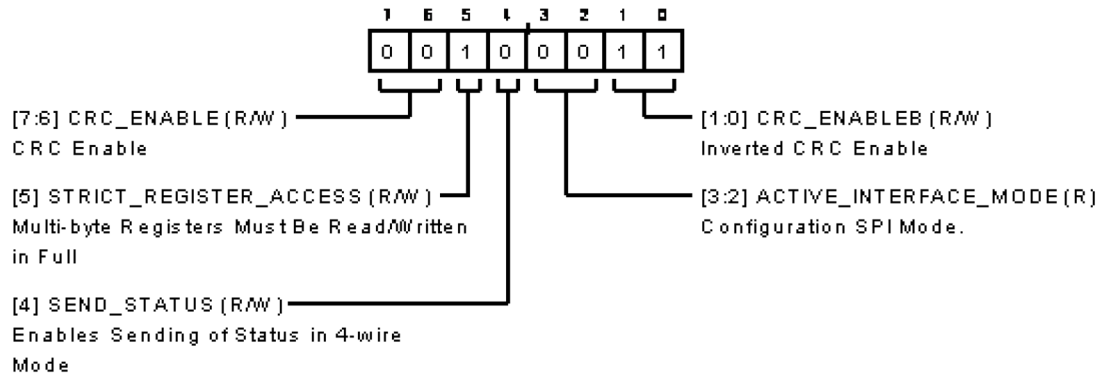 7 6 5 4 3 2 1 0
0 0 1 0 0 0 1 1
[7:6] CRC_ENABLE (R/W)
CRC Enable
[5] STRICT_REGISTER_ACCESS (R/W)
Multi-byte Registers Must Be Read/Written
in Full
[4] SEND_STATUS (R/W)
Enables Sending of Status in 4-wire
Mode
[1:0] CRC_ENABLEB (R/W)
Inverted CRC Enable
[3:2] ACTIVE_INTERFACE_MODE (R)
Configuration SPI Mode.